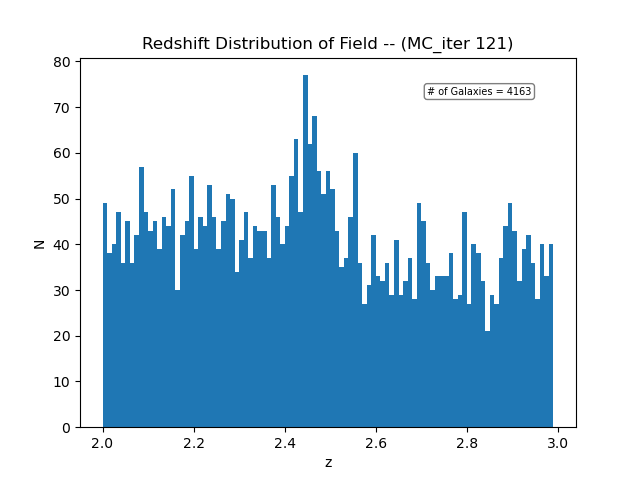 Redshift Distribution of Field -- (MC_iter 121)
# of Galaxies = 4163
80
70
60
50
40
30
20
10
0
N
2.0 2.2 2.4 2.6 2.8 3.0
z